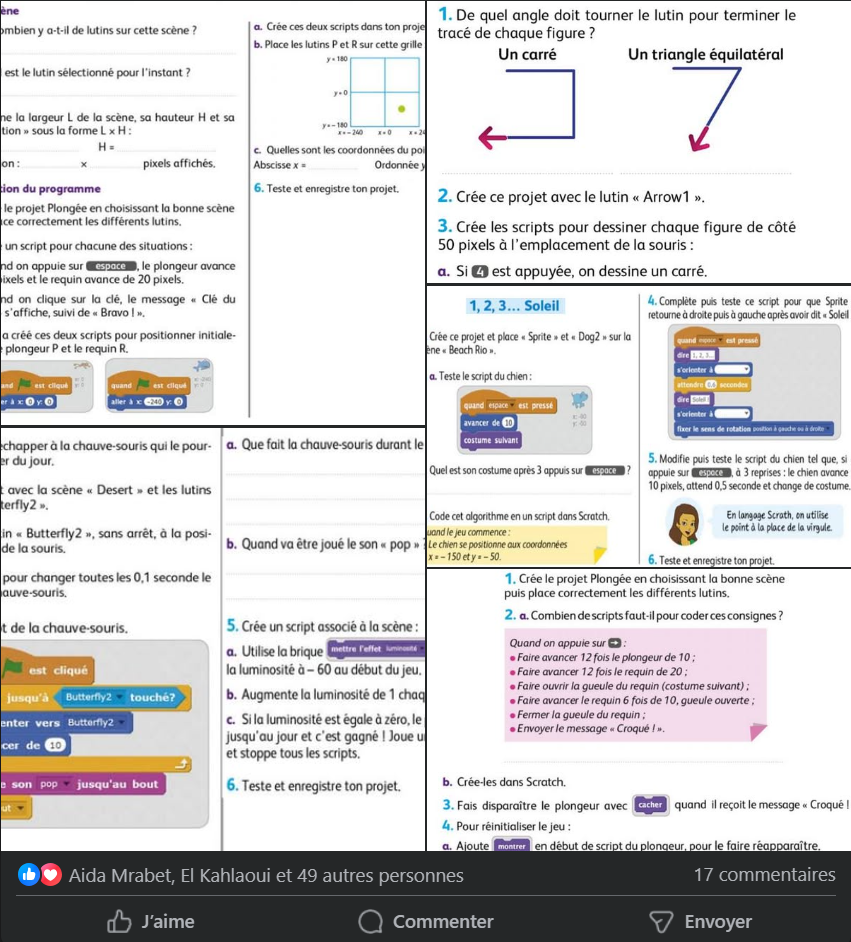 ène
ombien y a-t-il de lutins sur cette scène ?
est le lutin sélectionné pour l'instant ?
ne la largeur L de la scène, sa hauteur H et sa
tion » sous la forme L × H :
H =
on : × pixels affichés.
tion du programme
le projet Plongée en choisissant la bonne scène
ce correctement les différents lutins.
un script pour chacune des situations :
nd on appuie sur espace, le plongeur avance
pixels et le requin avance de 20 pixels.
nd on clique sur la clé, le message « Clé du
s'affiche, suivi de « Bravo ! ».
a créé ces deux scripts pour positionner initiale-
plongeur P et le requin R.
and est cliqué
er à x: 0 y: 0
quand est cliqué
aller à x: -240 y: 0
a. Crée ces deux scripts dans ton proje
b. Place les lutins P et R sur cette grille
y = 180
y = 0
y = – 180
x = – 240 x = 0 x = 24
c. Quelles sont les coordonnées du poi
Abscisse x = Ordonnée y
6. Teste et enregistre ton projet.
1. De quel angle doit tourner le lutin pour terminer le
tracé de chaque figure ?
Un carré Un triangle équilatéral
2. Crée ce projet avec le lutin « Arrow1 ».
3. Crée les scripts pour dessiner chaque figure de côté
50 pixels à l'emplacement de la souris :
a. Si 4 est appuyée, on dessine un carré.
1, 2, 3... Soleil
Crée ce projet et place « Sprite » et « Dog2 » sur la
ène « Beach Rio ».
a. Teste le script du chien :
quand espace est pressé
avancer de 10
costume suivant
Quel est son costume après 3 appuis sur espace ?
Code cet algorithme en un script dans Scratch.
uand le jeu commence :
Le chien se positionne aux coordonnées
x = – 150 et y = – 50.
4. Complète puis teste ce script pour que Sprite
retourne à droite puis à gauche après avoir dit « Soleil
quand espace est pressé
dire 1, 2, 3...
s'orienter à
attendre 0.5 secondes
dire Soleil !
s'orienter à
fixer le sens de rotation position à gauche ou à droite
5. Modifie puis teste le script du chien tel que, si
appuie sur espace, à 3 reprises : le chien avance
10 pixels, attend 0,5 seconde et change de costume.
En langage Scrath, on utilise
le point à la place de la virgule.
6. Teste et enregistre ton projet.
échapper à la chauve-souris qui le pour-
er du jour.
t avec la scène « Desert » et les lutins
terfly2 ».
in « Butterfly2 », sans arrêt, à la posi-
de la souris.
pour changer toutes les 0,1 seconde le
auve-souris.
t de la chauve-souris.
est cliqué
jusqu'à Butterfly2 touché?
enter vers Butterfly2
cer de 10
e son pop jusqu'au bout
ut
a. Que fait la chauve-souris durant le
b. Quand va être joué le son « pop » ?
5. Crée un script associé à la scène :
a. Utilise la brique mettre l'effet luminosité
la luminosité à – 60 au début du jeu.
b. Augmente la luminosité de 1 chaq
c. Si la luminosité est égale à zéro, le
jusqu'au jour et c'est gagné ! Joue u
et stoppe tous les scripts.
6. Teste et enregistre ton projet.
1. Crée le projet Plongée en choisissant la bonne scène
puis place correctement les différents lutins.
2. a. Combien de scripts faut-il pour coder ces consignes ?
Quand on appuie sur ➔ :
• Faire avancer 12 fois le plongeur de 10 ;
• Faire avancer 12 fois le requin de 20 ;
• Faire ouvrir la gueule du requin (costume suivant) ;
• Faire avancer le requin 6 fois de 10, gueule ouverte ;
• Fermer la gueule du requin ;
• Envoyer le message « Croqué ! ».
b. Crée-les dans Scratch.
3. Fais disparaître le plongeur avec cacher quand il reçoit le message « Croqué !
4. Pour réinitialiser le jeu :
a. Ajoute montrer en début de script du plongeur, pour le faire réapparaître.
Aida Mrabet, El Kahlaoui et 49 autres personnes
17 commentaires
J'aime
Commenter
Envoyer